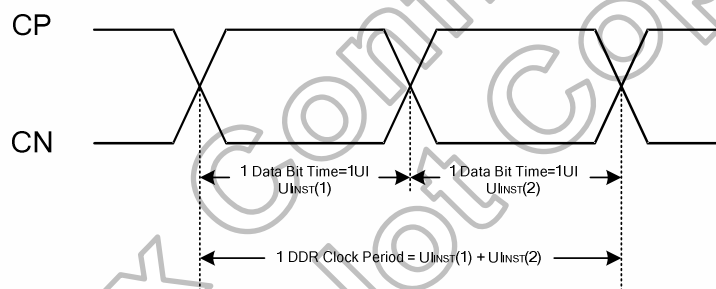 CP
CN
1 Data Bit Time=1UI
UIINST(1)
1 Data Bit Time=1UI
UIINST(2)
1 DDR Clock Period = UIINST(1) + UIINST(2)